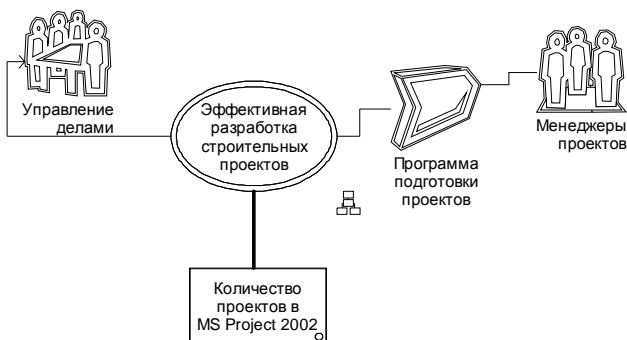 Управление
делами
Эффективная
разработка
строительных
проектов
Программа
подготовки
проектов
Менеджеры
проектов
Количество
проектов в
MS Project 2002